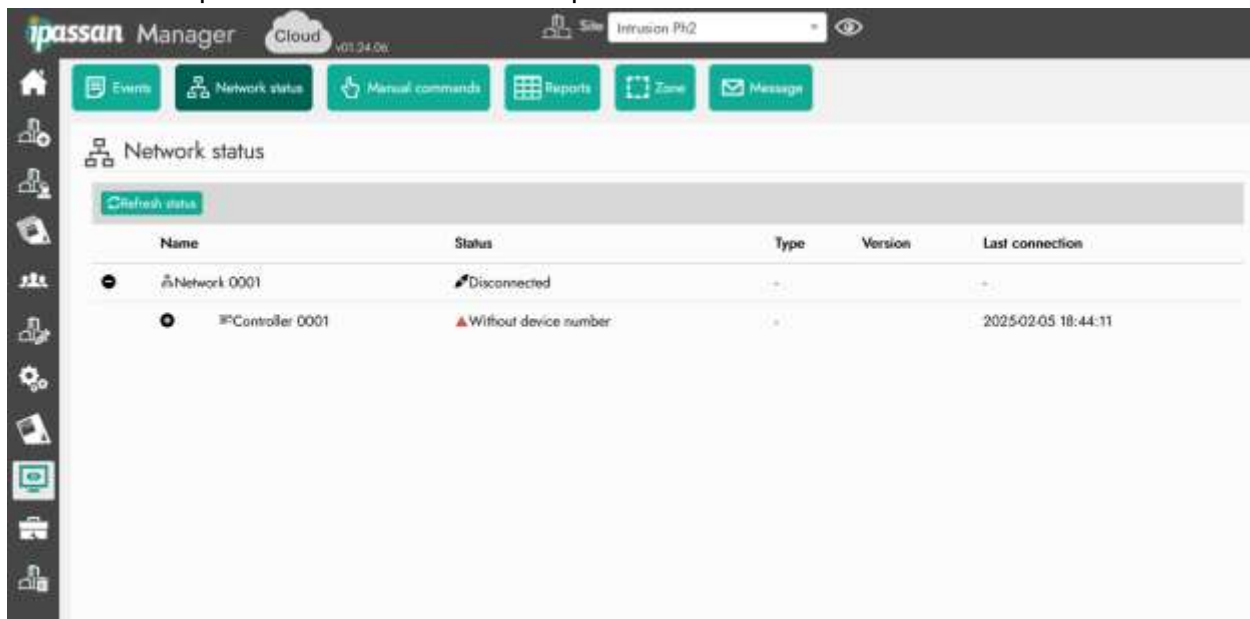 ipassan Manager Cloud v01.24.06 Site Intrusion Ph2
Events Network status Manual commands Reports Zone Message
Network status
Refresh status
Name Status Type Version Last connection
Network 0001 Disconnected - -
Controller 0001 Without device number - 2025-02-05 18:44:11